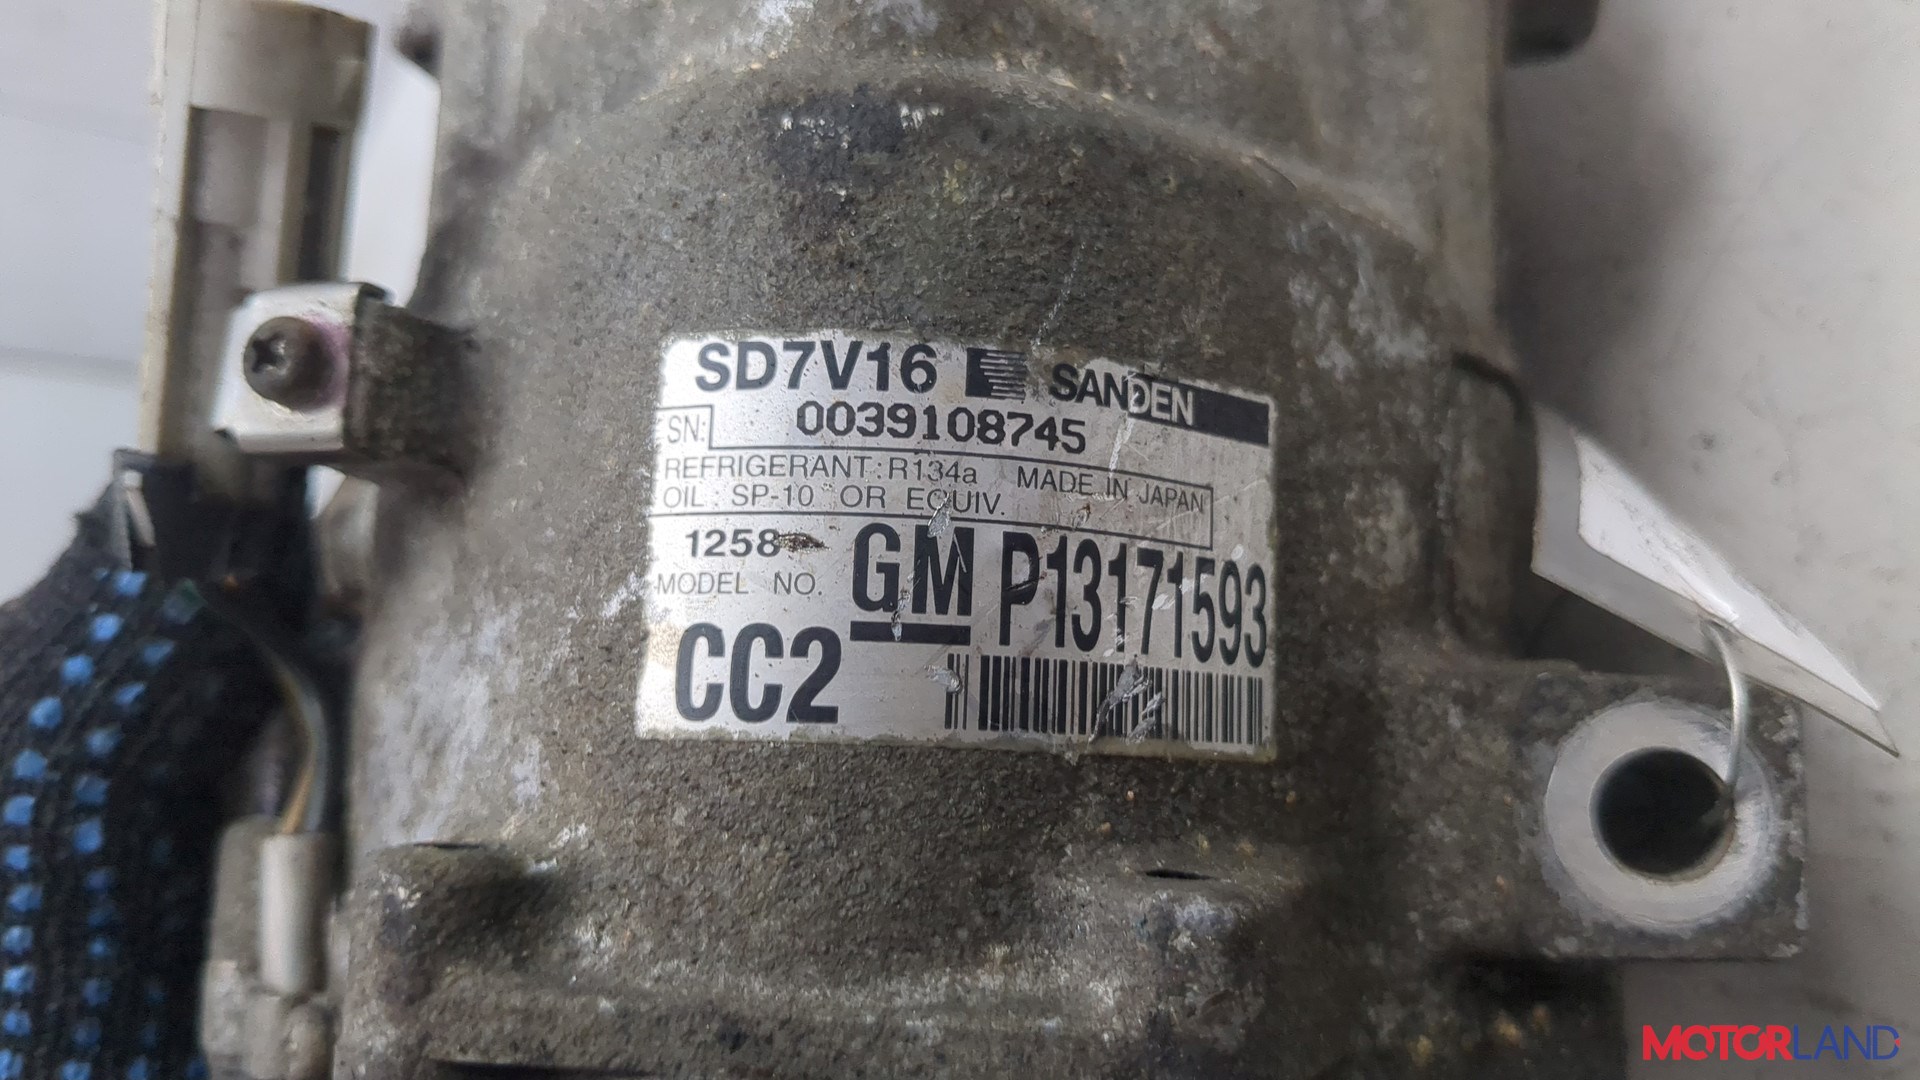 SD7V16 SANDEN
SN: 0039108745
REFRIGERANT: R134a MADE IN JAPAN
OIL: SP-10 OR EQUIV.
1258
MODEL NO.
GM P13171593
CC2
MOTORLAND